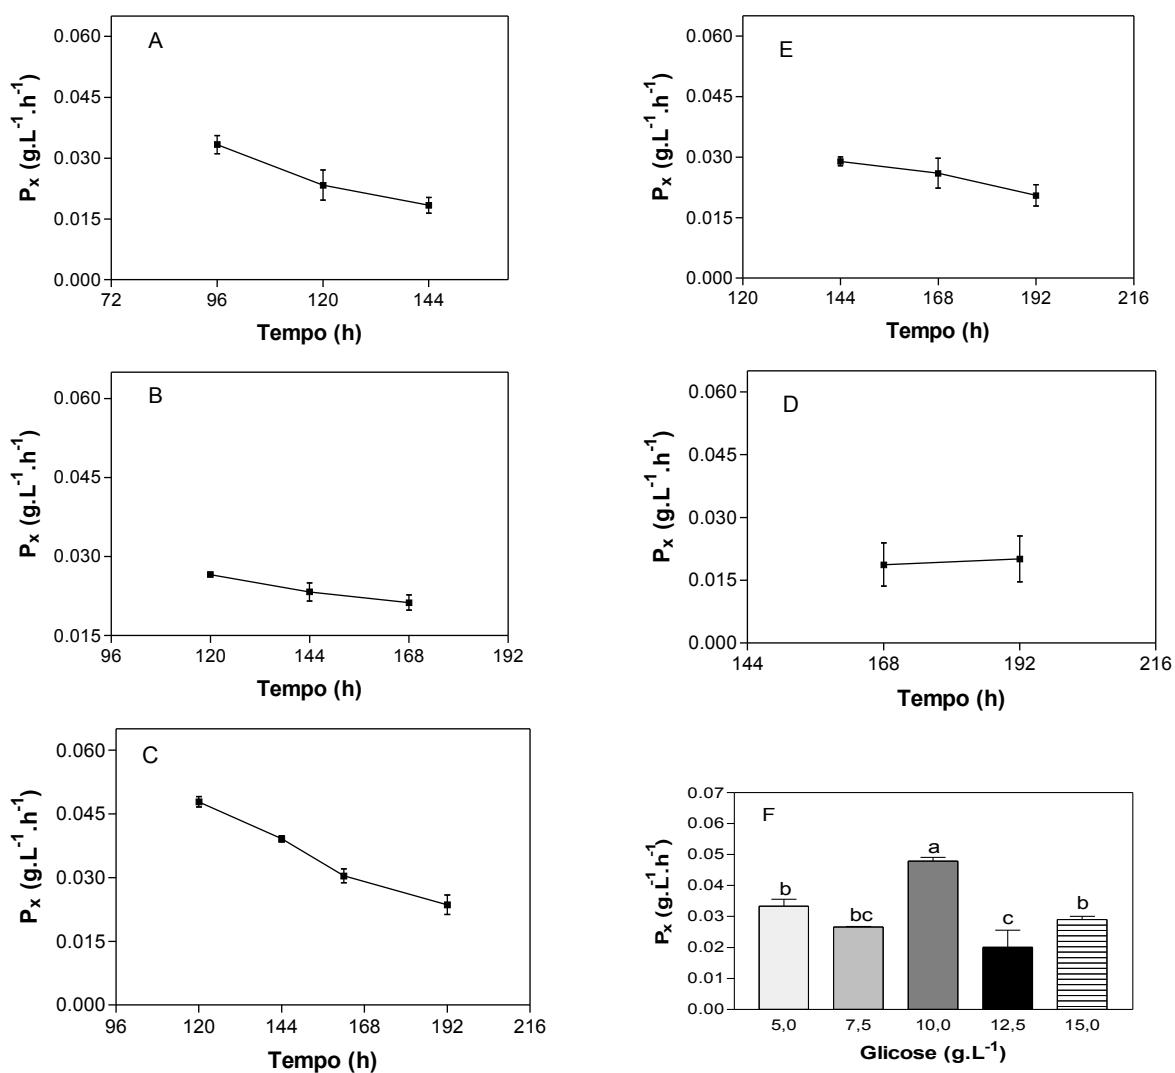 A
P_x (g.L^-1.h^-1)
0.060
0.045
0.030
0.015
0.000
72 96 120 144
Tempo (h)
E
P_x (g.L^-1.h^-1)
0.060
0.045
0.030
0.015
0.000
120 144 168 192 216
Tempo (h)
B
P_x (g.L^-1.h^-1)
0.060
0.045
0.030
0.015
96 120 144 168 192
Tempo (h)
D
P_x (g.L^-1.h^-1)
0.060
0.045
0.030
0.015
0.000
144 168 192 216
Tempo (h)
C
P_x (g.L^-1.h^-1)
0.060
0.045
0.030
0.015
0.000
96 120 144 168 192 216
Tempo (h)
F
P_x (g.L^-1.h^-1)
0.07
0.06
0.05
0.04
0.03
0.02
0.01
0.00
b bc a c b
5,0 7,5 10,0 12,5 15,0
Glicose (g.L^-1)